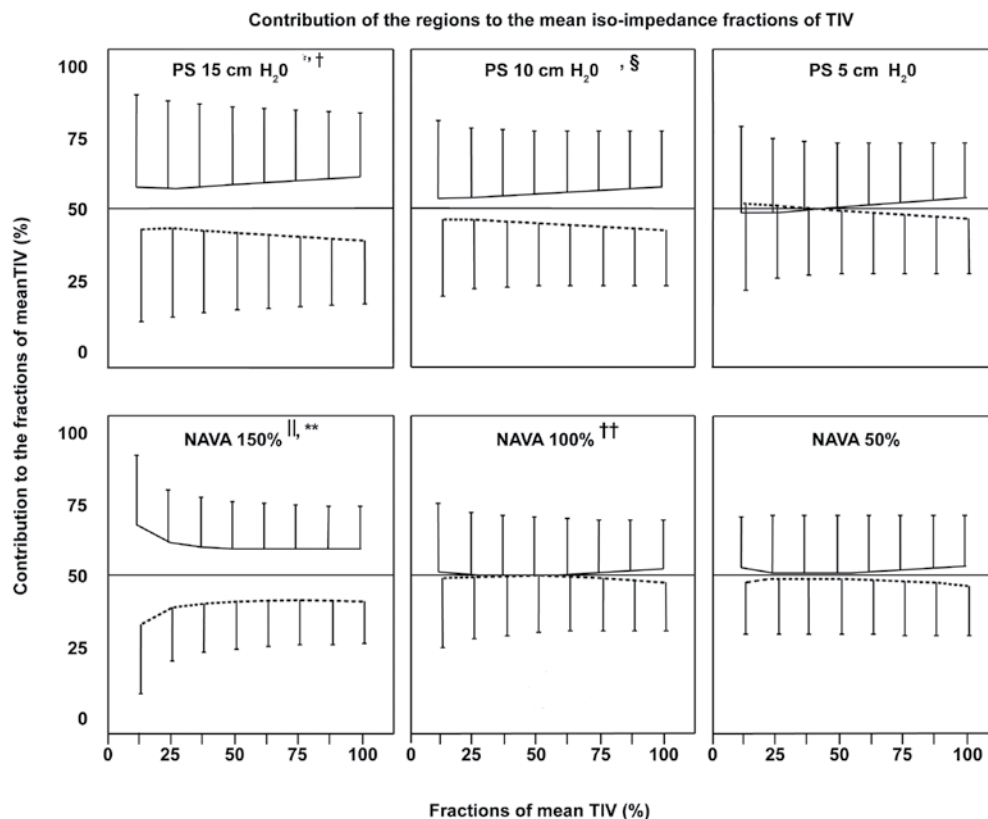 Contribution of the regions to the mean iso-impedance fractions of TIV
100
75
50
25
0
PS 15 cm H₂0 *, †
PS 10 cm H₂0 , §
PS 5 cm H₂0
Contribution to the fractions of meanTIV (%)
100
75
50
25
0
NAVA 150% ||, **
NAVA 100% ††
NAVA 50%
0 25 50 75 100
0 25 50 75 100
0 25 50 75 100
Fractions of mean TIV (%)